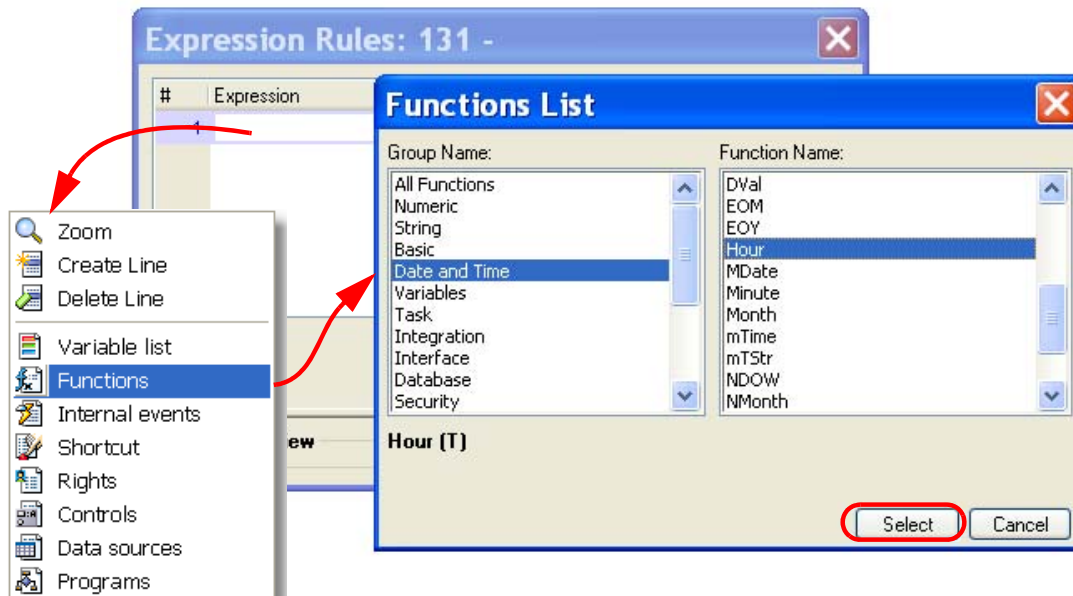 Expression Rules: 131 -
# Expression
1
Zoom
Create Line
Delete Line
Variable list
Functions
Internal events
Shortcut
Rights
Controls
Data sources
Programs
Functions List
Group Name:
All Functions
Numeric
String
Basic
Date and Time
Variables
Task
Integration
Interface
Database
Security
Function Name:
DVal
EOM
EOY
Hour
MDate
Minute
Month
mTime
mTStr
NDOW
NMonth
ew
Hour (T)
Select
Cancel